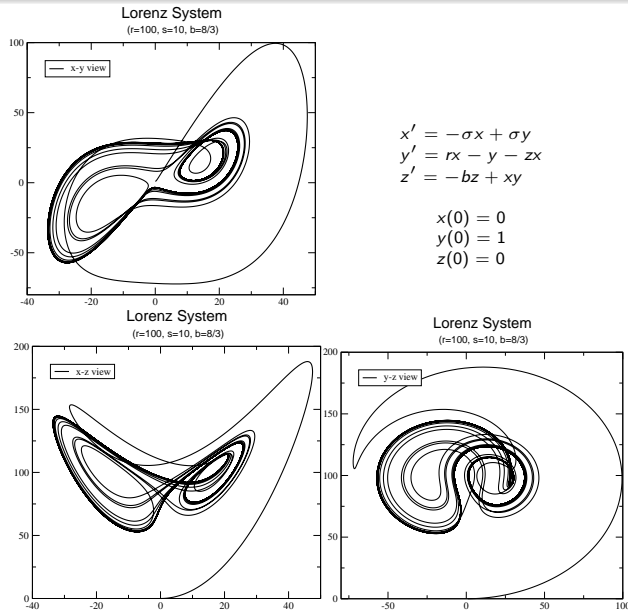 Lorenz System
(r=100, s=10, b=8/3)
100
50
0
-50
-40
-20
0
20
40
x-y view
x′ = −σx + σy
y′ = rx − y − zx
z′ = −bz + xy
x(0) = 0
y(0) = 1
z(0) = 0
Lorenz System
(r=100, s=10, b=8/3)
200
150
100
50
0
-40
-20
0
20
40
x-z view
Lorenz System
(r=100, s=10, b=8/3)
200
150
100
50
0
-50
0
50
100
y-z view